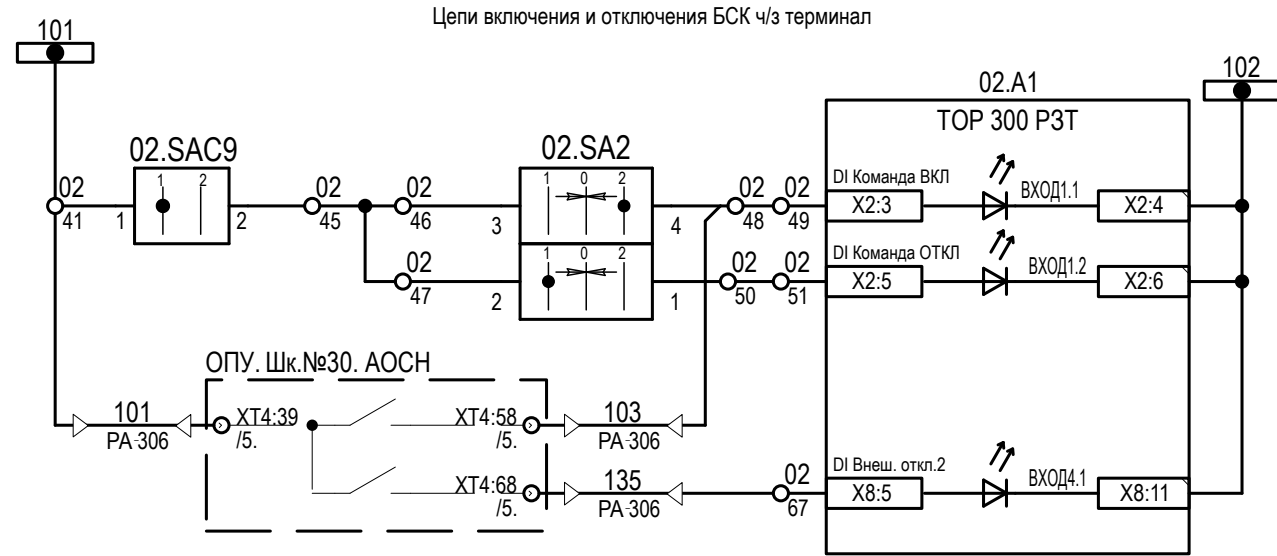 Цепи включения и отключения БСК ч/з терминал
101
102
02.A1
ТОР 300 РЗТ
02.SAC9
02.SA2
1 2
1 0 2
02
41
1
2
02
45
02
46
3
4
02
48
02
49
DI Команда ВКЛ
X2:3
ВХОД1.1
X2:4
02
47
2
1 0 2
1
02
50
02
51
DI Команда ОТКЛ
X2:5
ВХОД1.2
X2:6
ОПУ. Шк.№30. АОСН
101
РА-306
XT4:39
/5.
XT4:58
/5.
103
РА-306
XT4:68
/5.
135
РА-306
02
67
DI Внеш. откл.2
X8:5
ВХОД4.1
X8:11